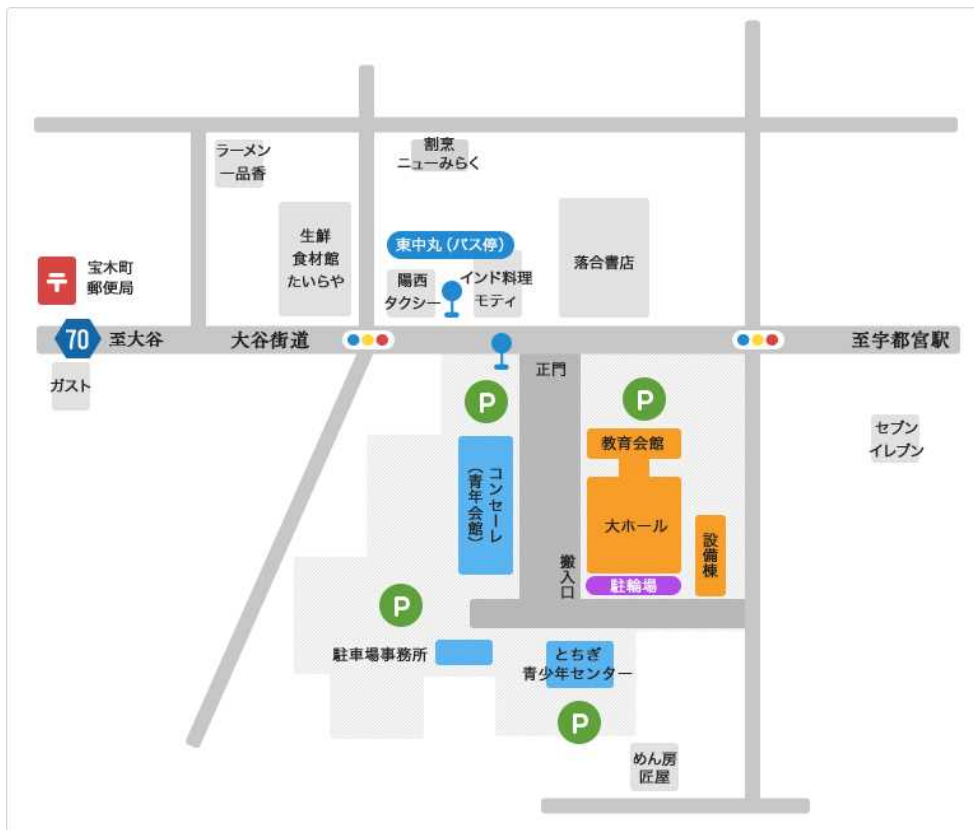 ラーメン
一品香
割烹
ニューみらく
生鮮
食材館
たいらや
東中丸(バス停)
陽西
タクシー
インド料理
モティ
落合書店
宝木町
郵便局
70
至大谷
大谷街道
至宇都宮駅
ガスト
正門
P
P
教育会館
セブン
イレブン
コンセーレ
(青年会館)
大ホール
設備棟
搬入口
駐輪場
P
駐車場事務所
とちぎ
青少年センター
P
めん房
匠屋